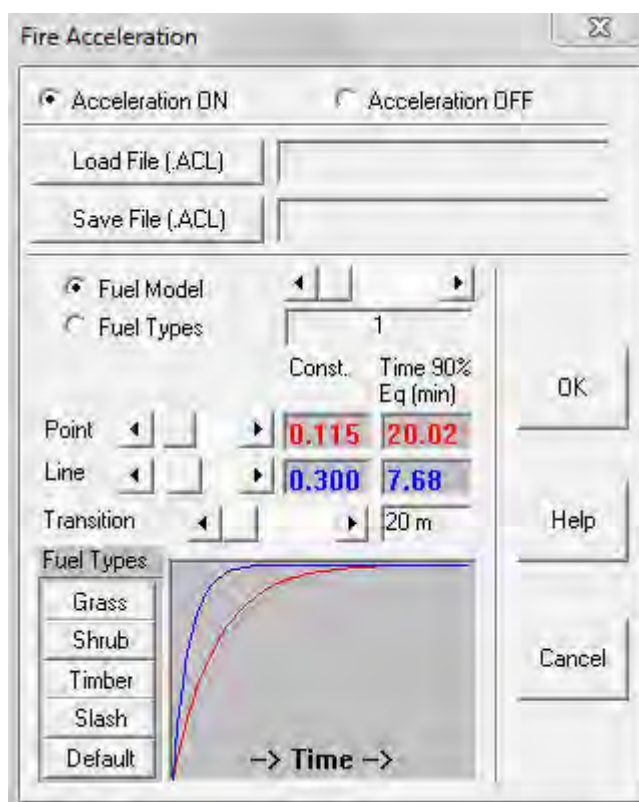 Fire Acceleration
Acceleration ON Acceleration OFF
Load File (.ACL)
Save File (.ACL)
Fuel Model
Fuel Types
1
Const. Time 90%
Eq (min)
OK
Point 0.115 20.02
Line 0.300 7.68
Transition 20 m
Help
Fuel Types
Grass
Shrub
Timber
Slash
Default
Cancel
--> Time -->